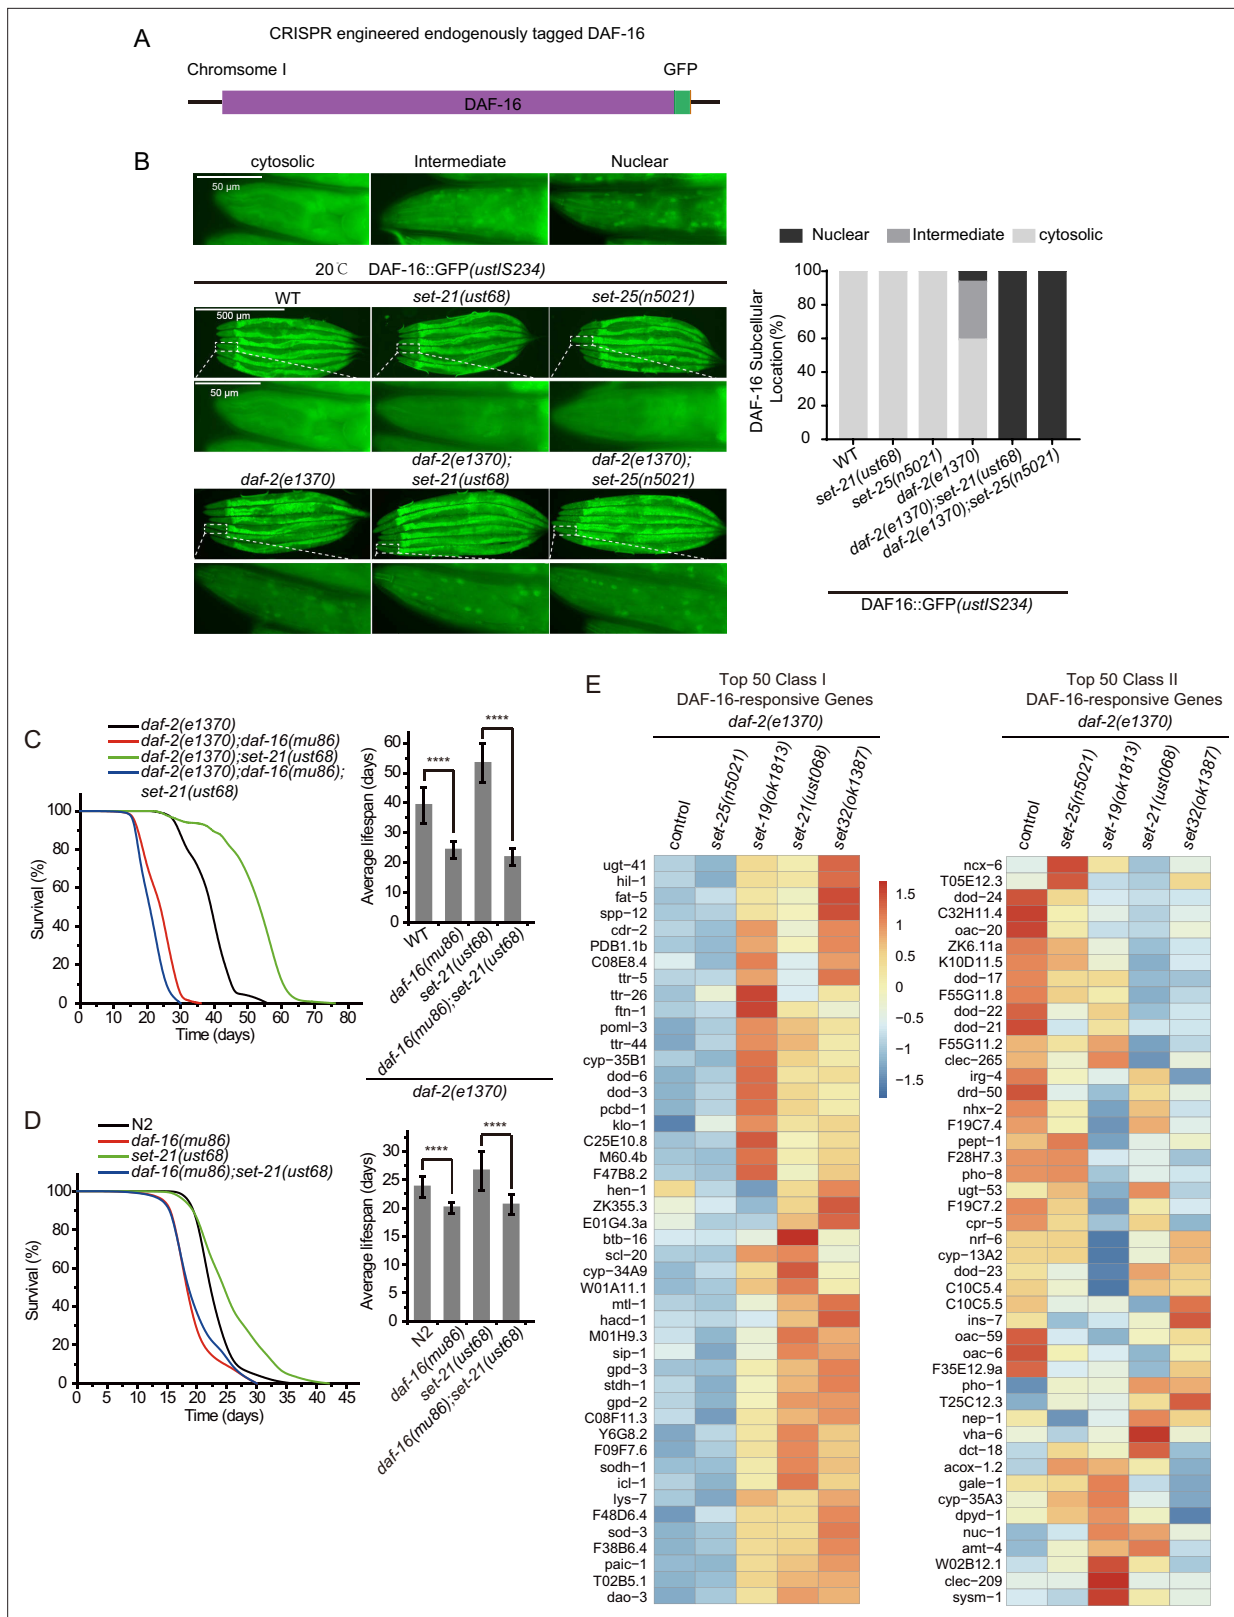 A
CRISPR engineered endogenously tagged DAF-16
Chromsome I
GFP
DAF-16
B
cytosolic Intermediate Nuclear
50 µm
20℃ DAF-16::GFP(ustIS234)
WT set-21(ust68) set-25(n5021)
500 µm
50 µm
daf-2(e1370) daf-2(e1370);set-21(ust68) daf-2(e1370);set-25(n5021)
Nuclear Intermediate cytosolic
DAF-16 Subcellular
Location(%)
100
80
60
40
20
0
WT
set-21(ust68)
set-25(n5021)
daf-2(e1370)
daf-2(e1370);set-21(ust68)
daf-2(e1370);set-25(n5021)
DAF16::GFP(ustIS234)
C
daf-2(e1370)
daf-2(e1370);daf-16(mu86)
daf-2(e1370);set-21(ust68)
daf-2(e1370);daf-16(mu86);
set-21(ust68)
Survival (%)
100
80
60
40
20
0
0 10 20 30 40 50 60 70 80
Time (days)
Average lifespan (days)
60
50
40
30
20
10
0
****
****
WT
daf-16(mu86)
set-21(ust68)
daf-16(mu86);set-21(ust68)
daf-2(e1370)
D
N2
daf-16(mu86)
set-21(ust68)
daf-16(mu86);set-21(ust68)
Survival (%)
100
80
60
40
20
0
0 5 10 15 20 25 30 35 40 45
Time (days)
Average lifespan (days)
30
25
20
15
10
5
0
****
****
N2
daf-16(mu86)
set-21(ust68)
daf-16(mu86);set-21(ust68)
E
Top 50 Class I
DAF-16-responsive Genes
daf-2(e1370)
control
set-25(n5021)
set-19(ok1813)
set-21(ust068)
set32(ok1387)
ugt−41
hil−1
fat−5
spp−12
cdr−2
PDB1.1b
C08E8.4
ttr−5
ttr−26
ftn−1
poml−3
ttr−44
cyp−35B1
dod−6
dod−3
pcbd−1
klo−1
C25E10.8
M60.4b
F47B8.2
hen−1
ZK355.3
E01G4.3a
btb−16
scl−20
cyp−34A9
W01A11.1
mtl−1
hacd−1
M01H9.3
sip−1
gpd−3
stdh−1
gpd−2
C08F11.3
Y6G8.2
F09F7.6
sodh−1
icl−1
lys−7
F48D6.4
sod−3
F38B6.4
paic−1
T02B5.1
dao−3
1.5
1
0.5
0
−0.5
−1
−1.5
Top 50 Class II
DAF-16-responsive Genes
daf-2(e1370)
control
set-25(n5021)
set-19(ok1813)
set-21(ust068)
set32(ok1387)
ncx−6
T05E12.3
dod−24
C32H11.4
oac−20
ZK6.11a
K10D11.5
dod−17
F55G11.8
dod−22
dod−21
F55G11.2
clec−265
irg−4
drd−50
nhx−2
F19C7.4
pept−1
F28H7.3
pho−8
ugt−53
F19C7.2
cpr−5
nrf−6
cyp−13A2
dod−23
C10C5.4
C10C5.5
ins−7
oac−59
oac−6
F35E12.9a
pho−1
T25C12.3
nep−1
vha−6
dct−18
acox−1.2
gale−1
cyp−35A3
dpyd−1
nuc−1
amt−4
W02B12.1
clec−209
sysm−1